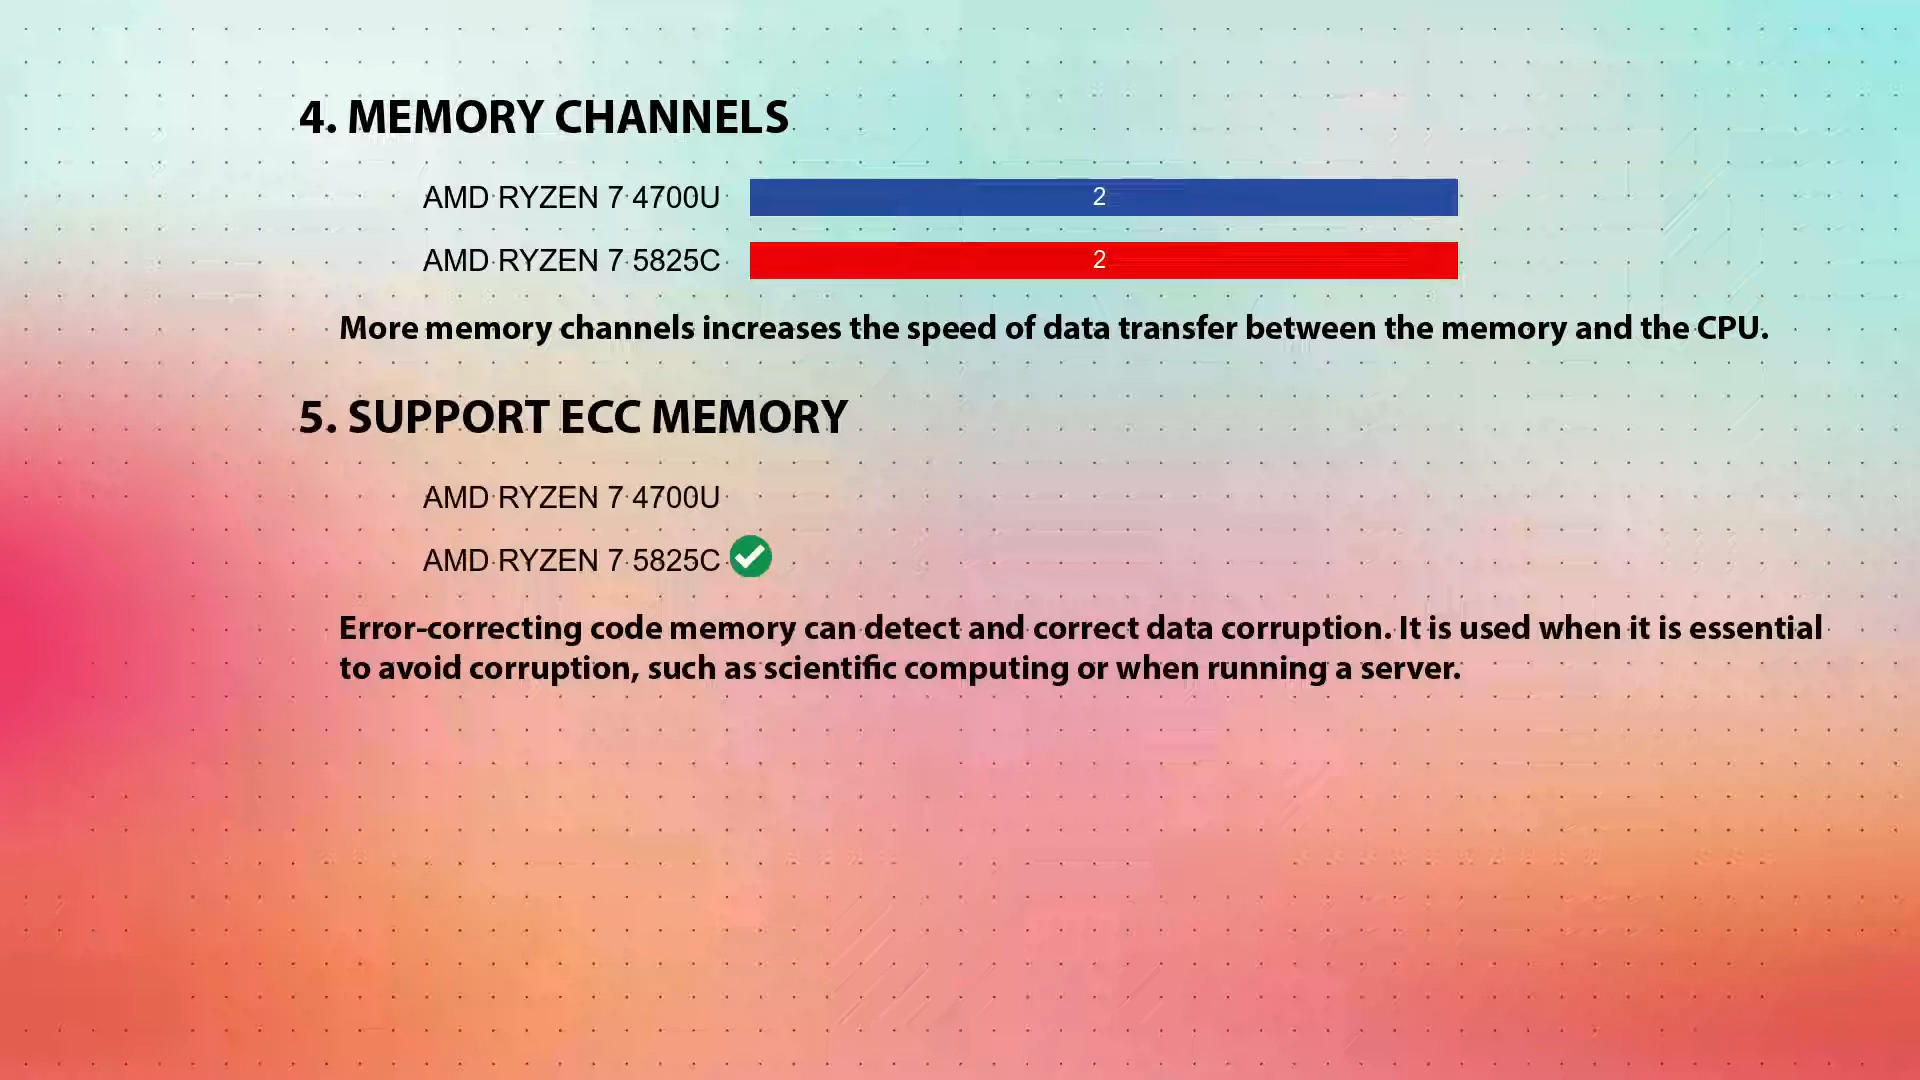 4. MEMORY CHANNELS
AMD RYZEN 7 4700U
2
AMD RYZEN 7 5825C
2
More memory channels increases the speed of data transfer between the memory and the CPU.
5. SUPPORT ECC MEMORY
AMD RYZEN 7 4700U
AMD RYZEN 7 5825C
Error-correcting code memory can detect and correct data corruption. It is used when it is essential
to avoid corruption, such as scientific computing or when running a server.